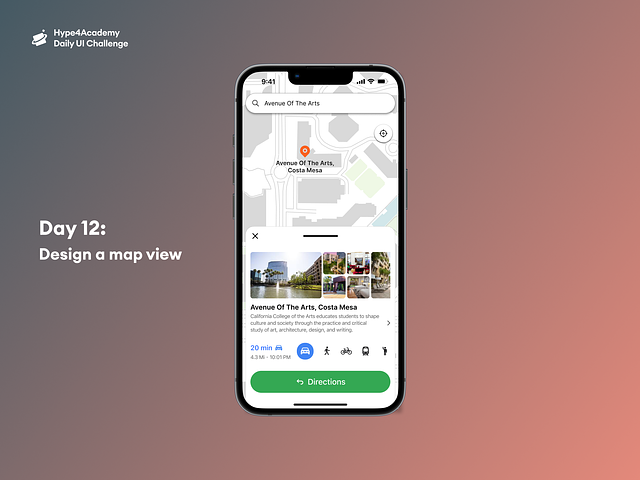 Hype4Academy
Daily UI Challenge
Day 12:
Design a map view
9:41
Avenue Of The Arts
Avenue Of The Arts,
Costa Mesa
Avenue Of The Arts, Costa Mesa
California College of the Arts educates students to shape
culture and society through the practice and critical
study of art, architecture, design, and writing.
20 min
4.3 Mi - 10:01 PM
Directions